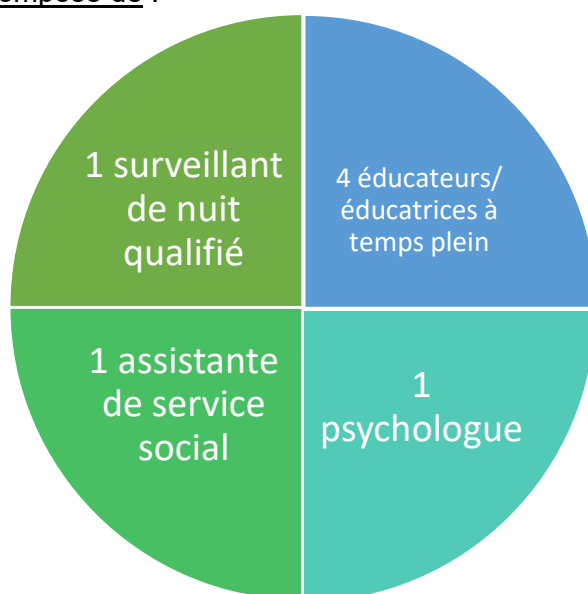 1 surveillant
de nuit
qualifié
4 éducateurs/
éducatrices à
temps plein
1 assistante
de service
social
1
psychologue